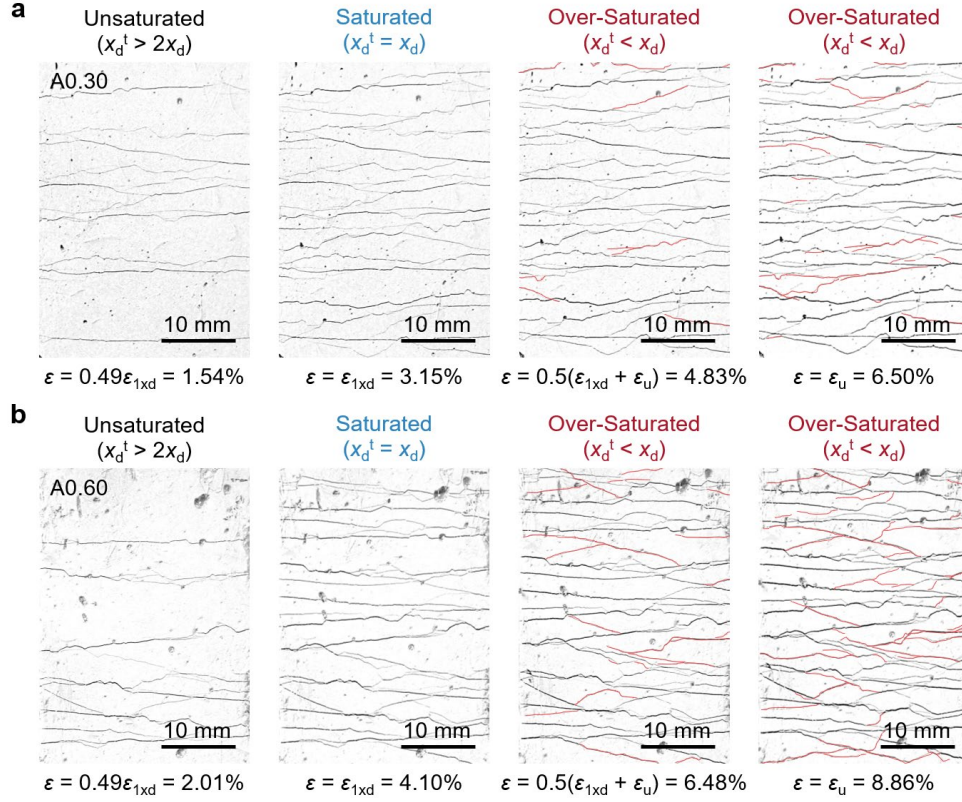 a
Unsaturated
(x_d^t > 2x_d)
Saturated
(x_d^t = x_d)
Over-Saturated
(x_d^t < x_d)
Over-Saturated
(x_d^t < x_d)
A0.30
10 mm
10 mm
10 mm
10 mm
ε = 0.49ε_1xd = 1.54%
ε = ε_1xd = 3.15%
ε = 0.5(ε_1xd + ε_u) = 4.83%
ε = ε_u = 6.50%
b
Unsaturated
(x_d^t > 2x_d)
Saturated
(x_d^t = x_d)
Over-Saturated
(x_d^t < x_d)
Over-Saturated
(x_d^t < x_d)
A0.60
10 mm
10 mm
10 mm
10 mm
ε = 0.49ε_1xd = 2.01%
ε = ε_1xd = 4.10%
ε = 0.5(ε_1xd + ε_u) = 6.48%
ε = ε_u = 8.86%